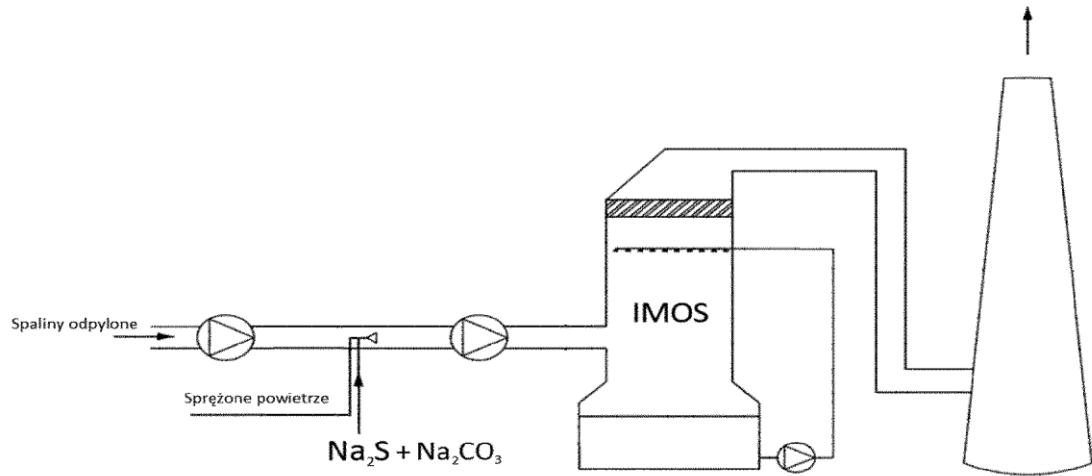 IMOS
Spaliny odpylone
Sprężone powietrze
Na₂S + Na₂CO₃